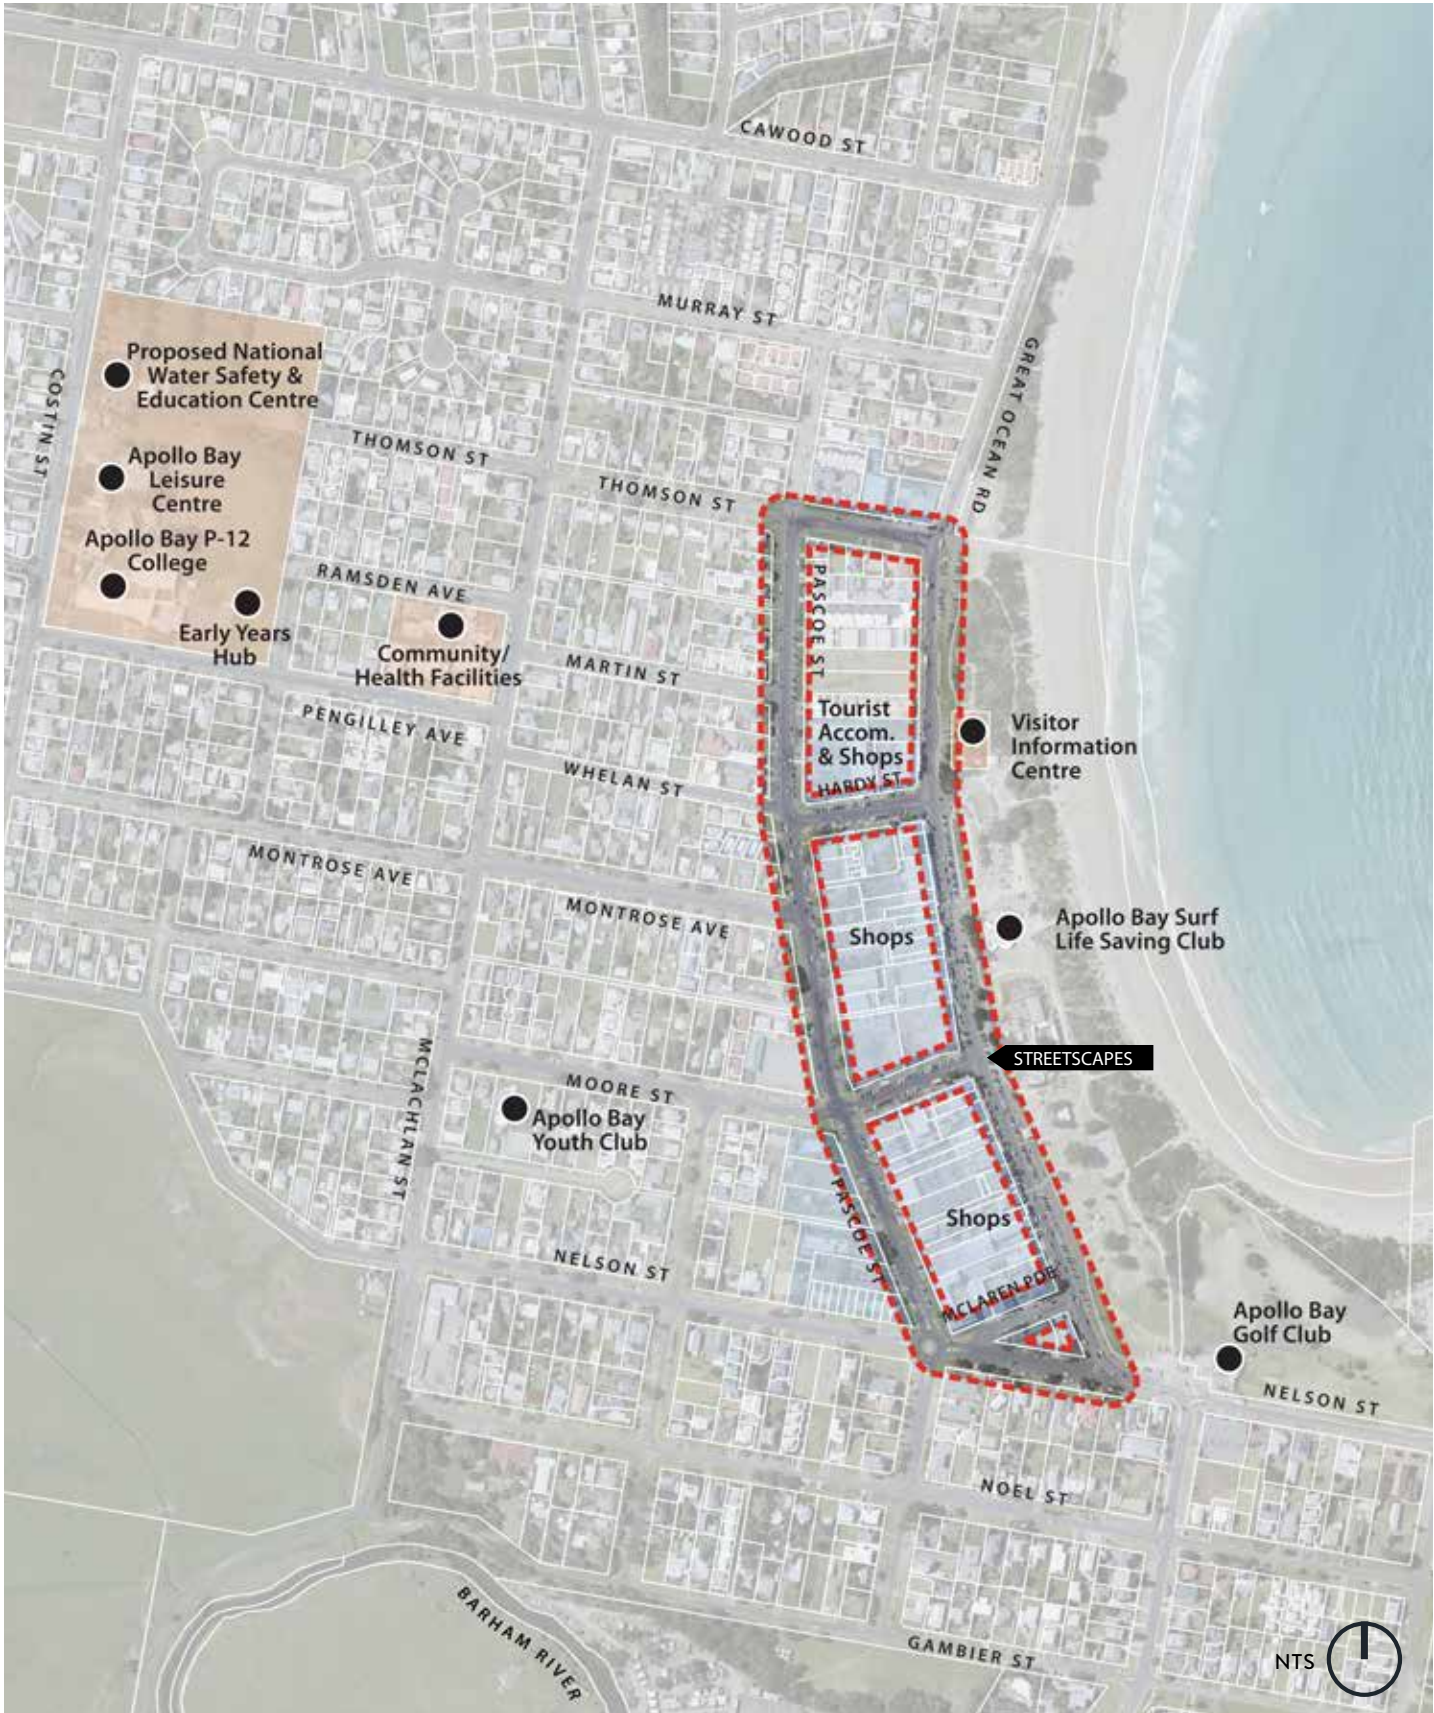 CAWOOD ST
MURRAY ST
GREAT OCEAN RD
COSTIN ST
Proposed National
Water Safety &
Education Centre
THOMSON ST
Apollo Bay
Leisure
Centre
THOMSON ST
Apollo Bay P-12
College
RAMSDEN AVE
PASCOE ST
Early Years
Hub
Community/
Health Facilities
MARTIN ST
PENGILLEY AVE
Tourist
Accom.
& Shops
Visitor
Information
Centre
WHELAN ST
HARDY ST
MONTROSE AVE
MONTROSE AVE
Shops
Apollo Bay Surf
Life Saving Club
STREETSCAPES
MCLACHLAN ST
MOORE ST
Apollo Bay
Youth Club
PASCOE ST
Shops
NELSON ST
MCLAREN PDE
Apollo Bay
Golf Club
NELSON ST
NOEL ST
BARHAM RIVER
GAMBIER ST
NTS